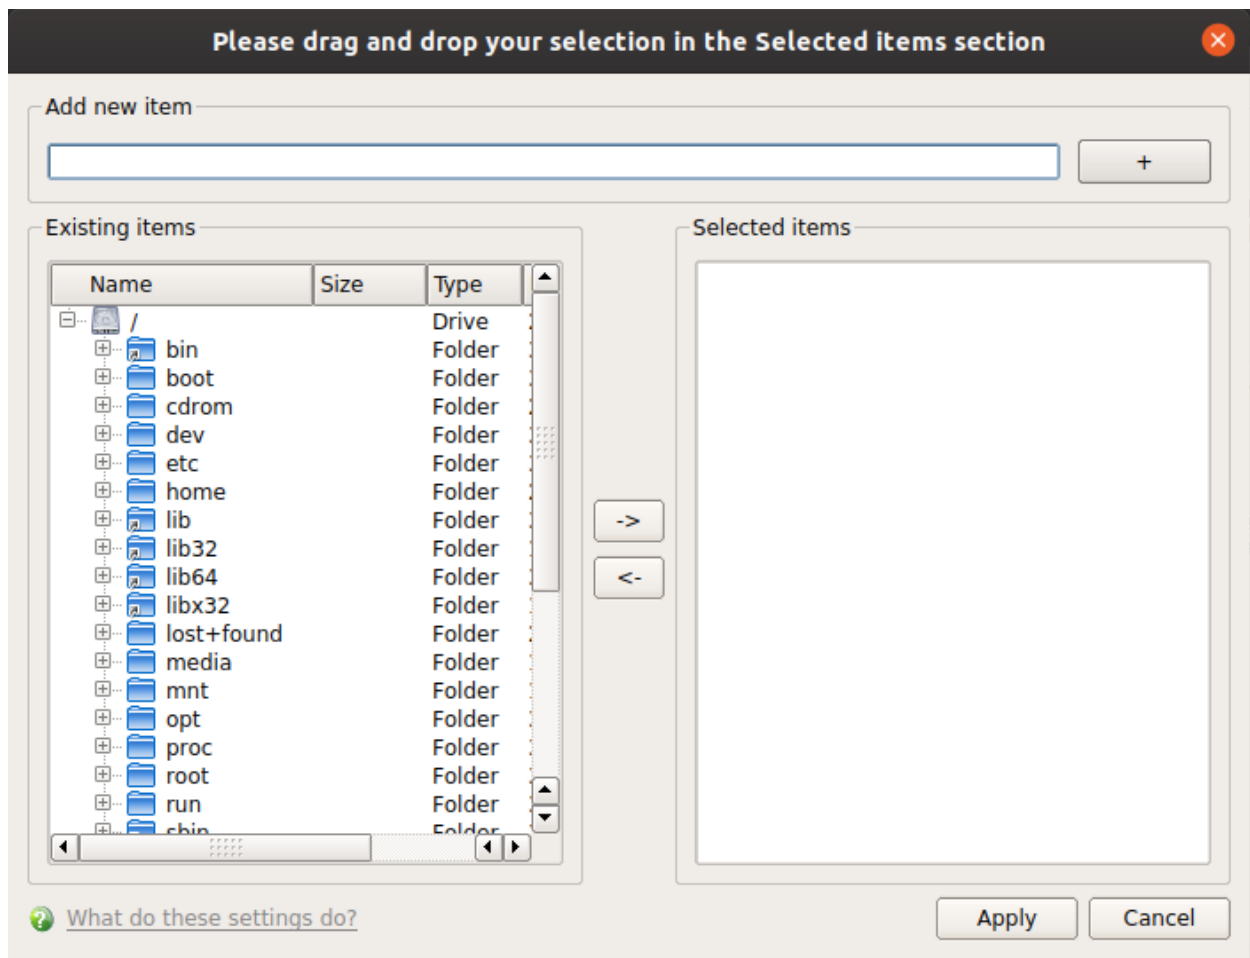 Please drag and drop your selection in the Selected items section
Add new item
+
Existing items
Name Size Type
/ Drive
bin Folder
boot Folder
cdrom Folder
dev Folder
etc Folder
home Folder
lib Folder
lib32 Folder
lib64 Folder
libx32 Folder
lost+found Folder
media Folder
mnt Folder
opt Folder
proc Folder
root Folder
run Folder
sbin Folder
->
<-
Selected items
What do these settings do?
Apply
Cancel